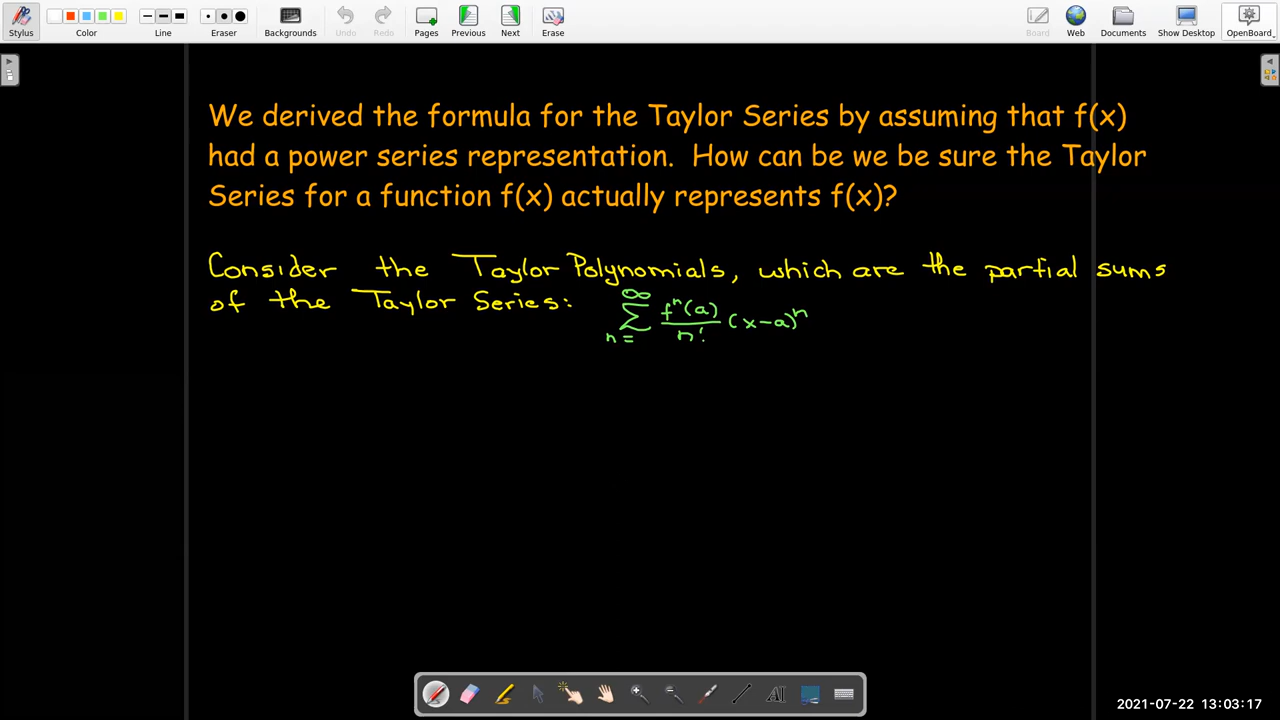 Stylus
Color
Line
Eraser
Backgrounds
Undo
Redo
Pages
Previous
Next
Erase
Board
Web
Documents
Show Desktop
OpenBoard
We derived the formula for the Taylor Series by assuming that f(x)
had a power series representation. How can be we be sure the Taylor
Series for a function f(x) actually represents f(x)?
Consider the Taylor Polynomials, which are the partial sums
of the Taylor Series:
∞
∑ fⁿ(a)/n! (x-a)ⁿ
n=
AI
2021-07-22 13:03:17